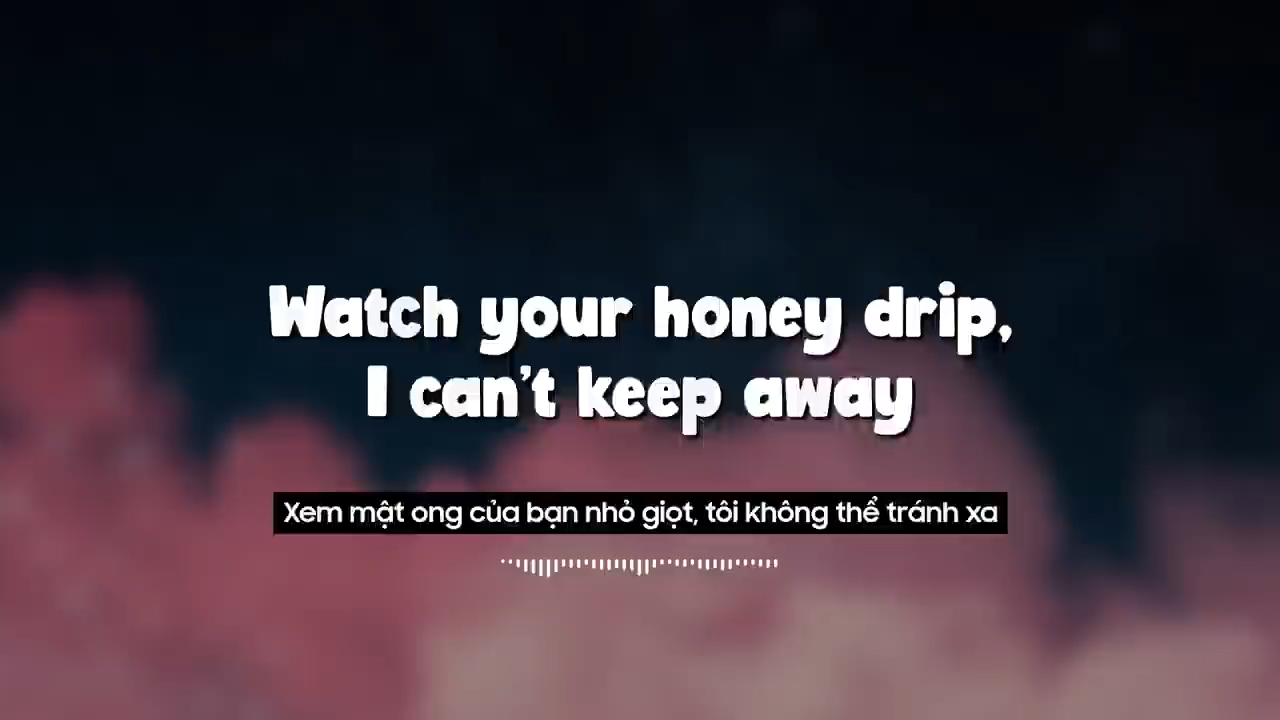 Watch your honey drip,
I can't keep away
Xem mật ong của bạn nhỏ giọt, tôi không thể tránh xa